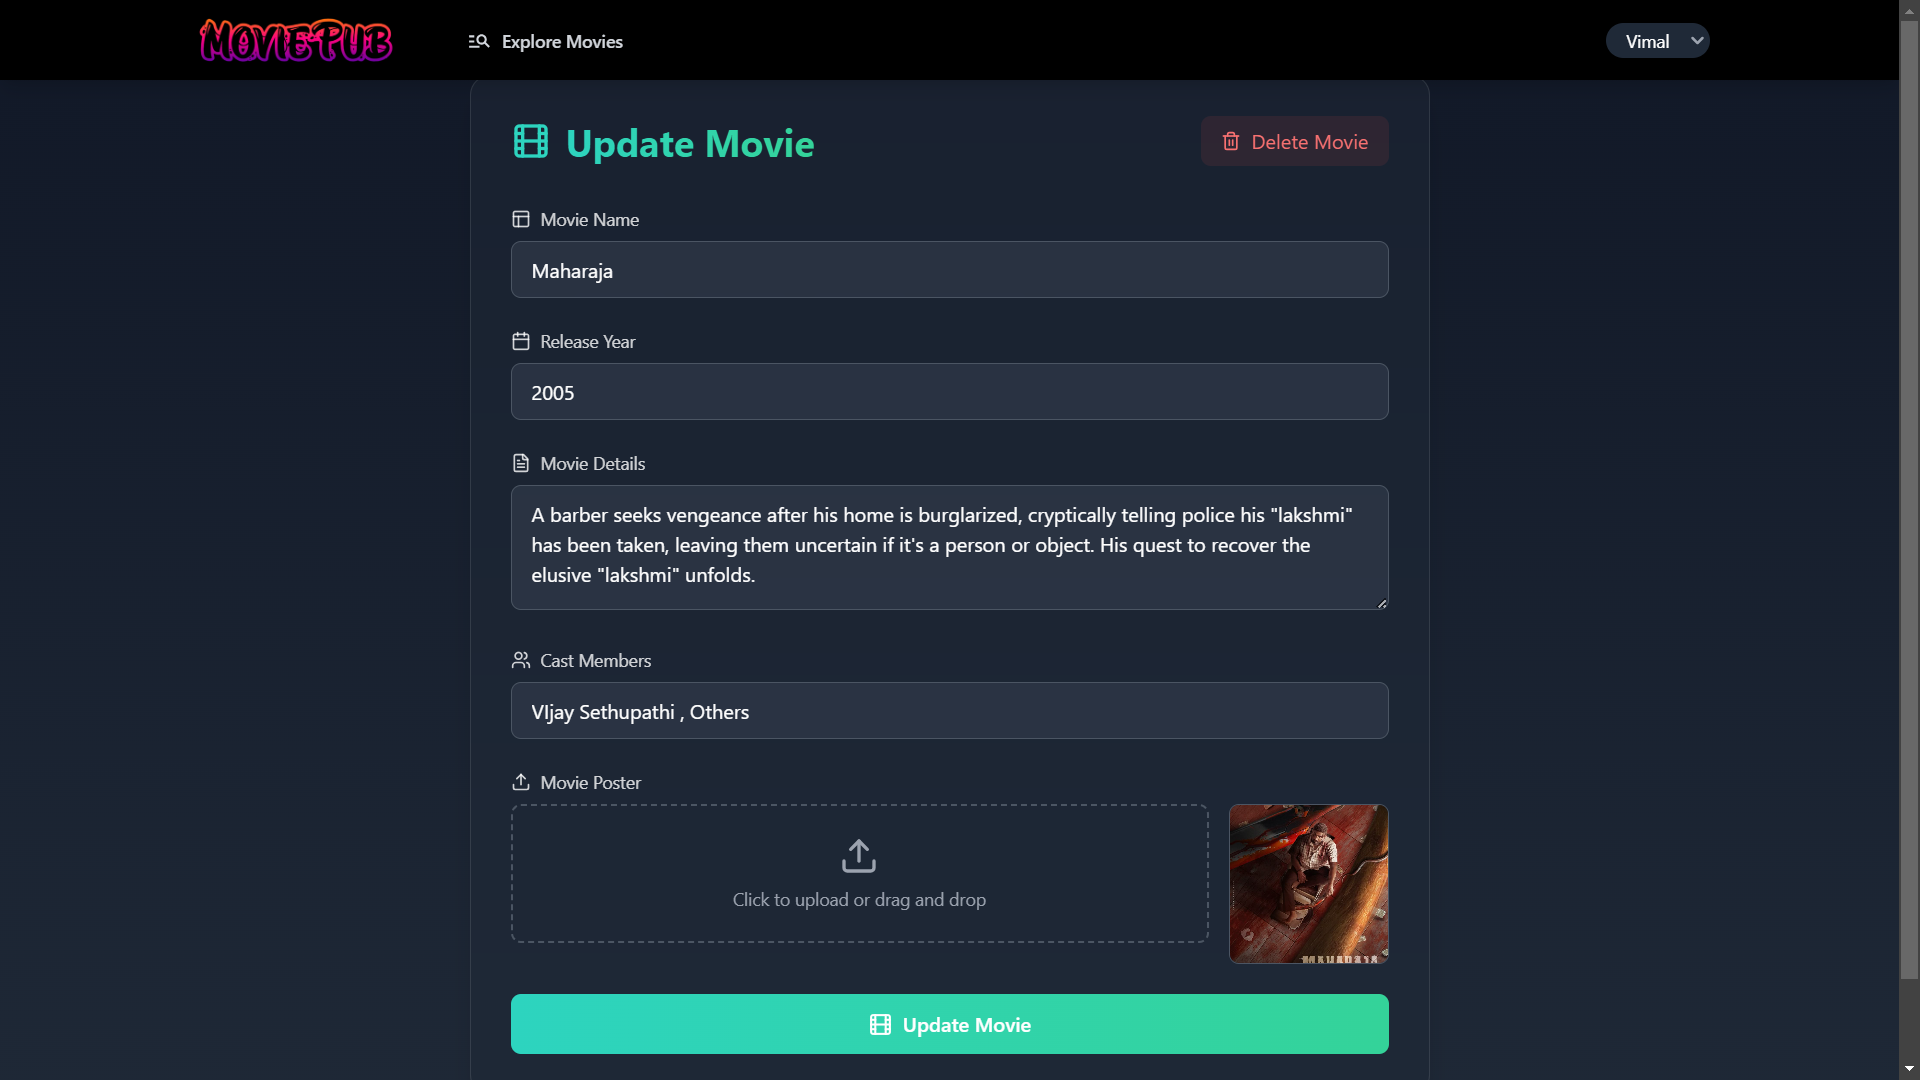 MOVIEPUB
Explore Movies
Vimal
Update Movie
Delete Movie
Movie Name
Maharaja
Release Year
2005
Movie Details
A barber seeks vengeance after his home is burglarized, cryptically telling police his "lakshmi"
has been taken, leaving them uncertain if it's a person or object. His quest to recover the
elusive "lakshmi" unfolds.
Cast Members
VIjay Sethupathi , Others
Movie Poster
Click to upload or drag and drop
MAHARAJA
Update Movie